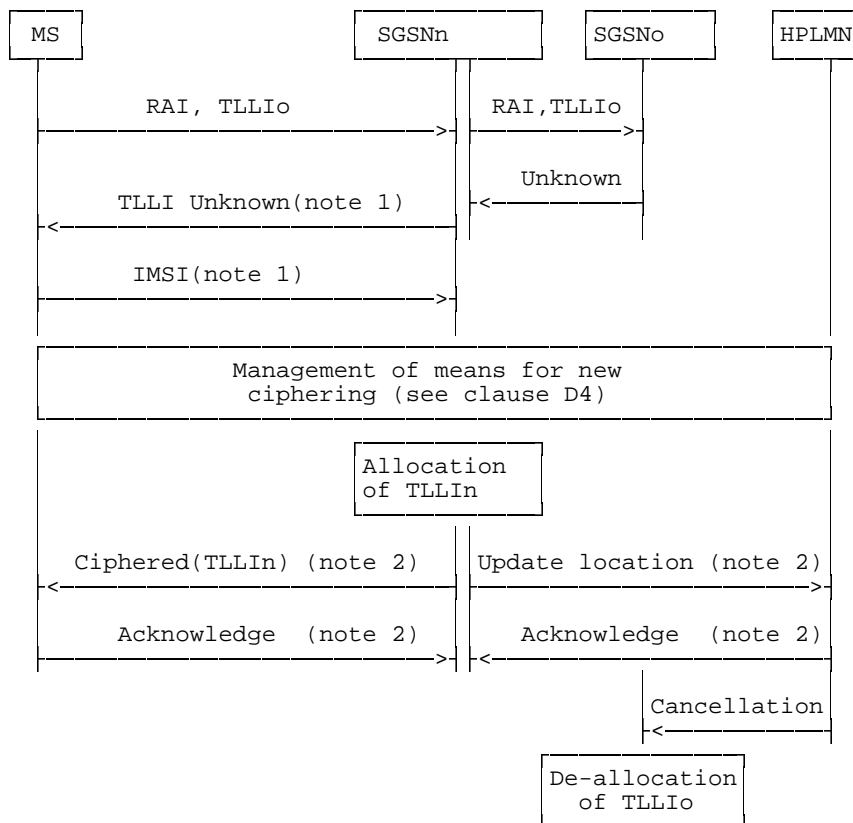 MS SGSNn SGSNo HPLMN
RAI, TLLIo RAI,TLLIo
Unknown
TLLI Unknown(note 1)
IMSI(note 1)
Management of means for new
ciphering (see clause D4)
Allocation
of TLLIn
Ciphered(TLLIn) (note 2) Update location (note 2)
Acknowledge (note 2) Acknowledge (note 2)
Cancellation
De-allocation
of TLLIo